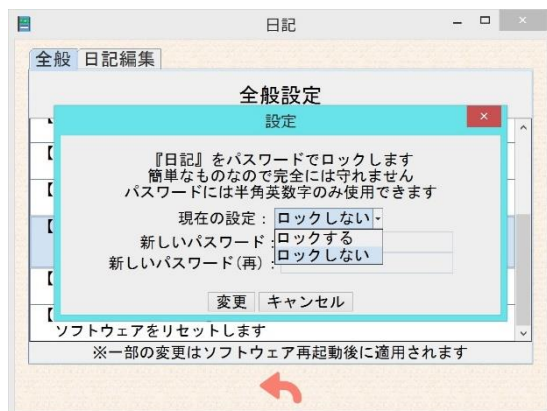 日記
全般 日記編集
全般設定
設定
『日記』をパスワードでロックします
簡単なものなので完全には守れません
パスワードには半角英数字のみ使用できます
現在の設定：ロックしない
ロックする
新しいパスワード：
ロックしない
新しいパスワード(再)：
変更 キャンセル
【
【
【
【
【
【
ソフトウェアをリセットします
※一部の変更はソフトウェア再起動後に適用されます